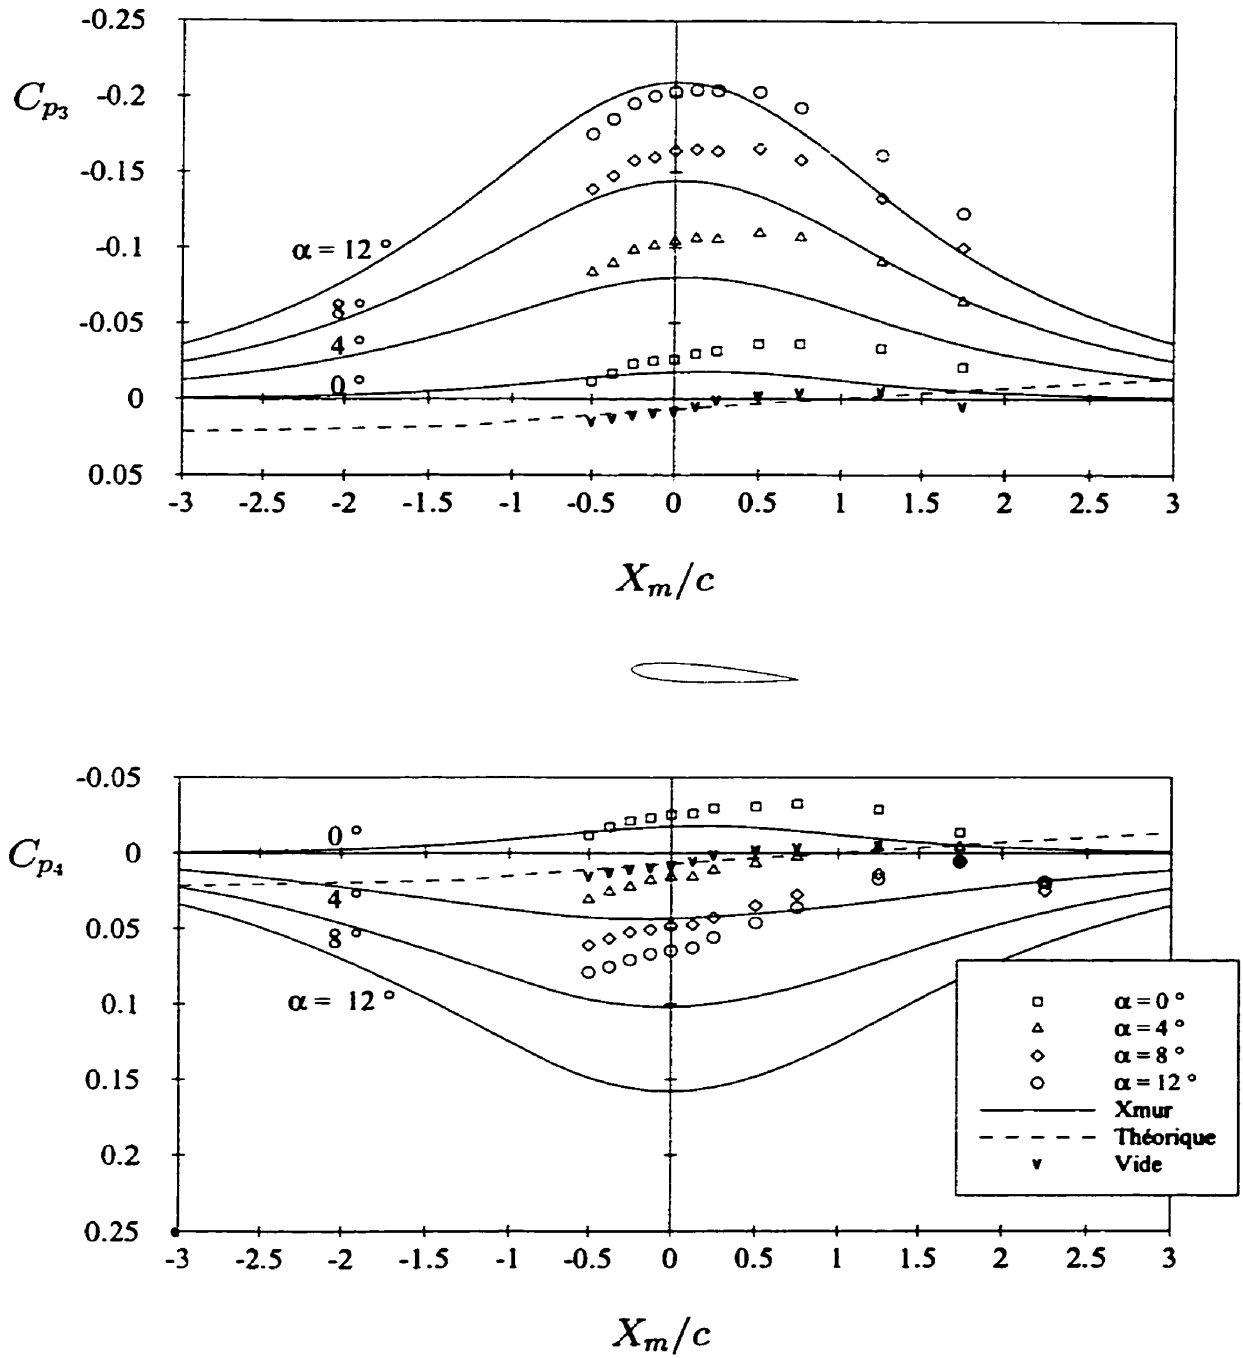 -0.25
C_{p_3} -0.2
-0.15
-0.1
-0.05
0
0.05
α = 12 °
8 °
4 °
0 °
-3 -2.5 -2 -1.5 -1 -0.5 0 0.5 1 1.5 2 2.5 3
X_m/c
-0.05
C_{p_4} 0
0.05
0.1
0.15
0.2
0.25
0 °
4 °
8 °
α = 12 °
α = 0 °
α = 4 °
α = 8 °
α = 12 °
Xmur
Théorique
Vide
-3 -2.5 -2 -1.5 -1 -0.5 0 0.5 1 1.5 2 2.5 3
X_m/c